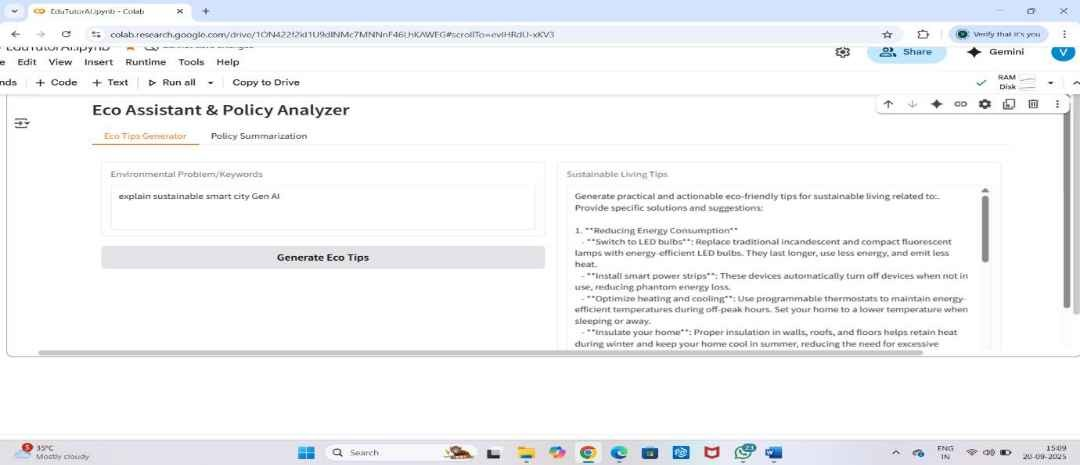 EduTutorAI.ipynb - Colab
colab.research.google.com/drive/1ON422f2kl1U9dlNMc7MNNnF46LhKAWEG#scrollTo=eviHRdU-xKV3
Verify that it's you
EduTutorAI.ipynb
Edit View Insert Runtime Tools Help
Share
Gemini
V
nds + Code + Text Run all Copy to Drive
RAM
Disk
Eco Assistant & Policy Analyzer
Eco Tips Generator Policy Summarization
Environmental Problem/Keywords
explain sustainable smart city Gen AI
Generate Eco Tips
Sustainable Living Tips
Generate practical and actionable eco-friendly tips for sustainable living related to:.
Provide specific solutions and suggestions:
1. **Reducing Energy Consumption**
- **Switch to LED bulbs**: Replace traditional incandescent and compact fluorescent
lamps with energy-efficient LED bulbs. They last longer, use less energy, and emit less
heat.
- **Install smart power strips**: These devices automatically turn off devices when not in
use, reducing phantom energy loss.
- **Optimize heating and cooling**: Use programmable thermostats to maintain energy-
efficient temperatures during off-peak hours. Set your home to a lower temperature when
sleeping or away.
- **Insulate your home**: Proper insulation in walls, roofs, and floors helps retain heat
during winter and keep your home cool in summer, reducing the need for excessive
5
35°C
Mostly cloudy
Search
ENG
IN
15:09
20-09-2025